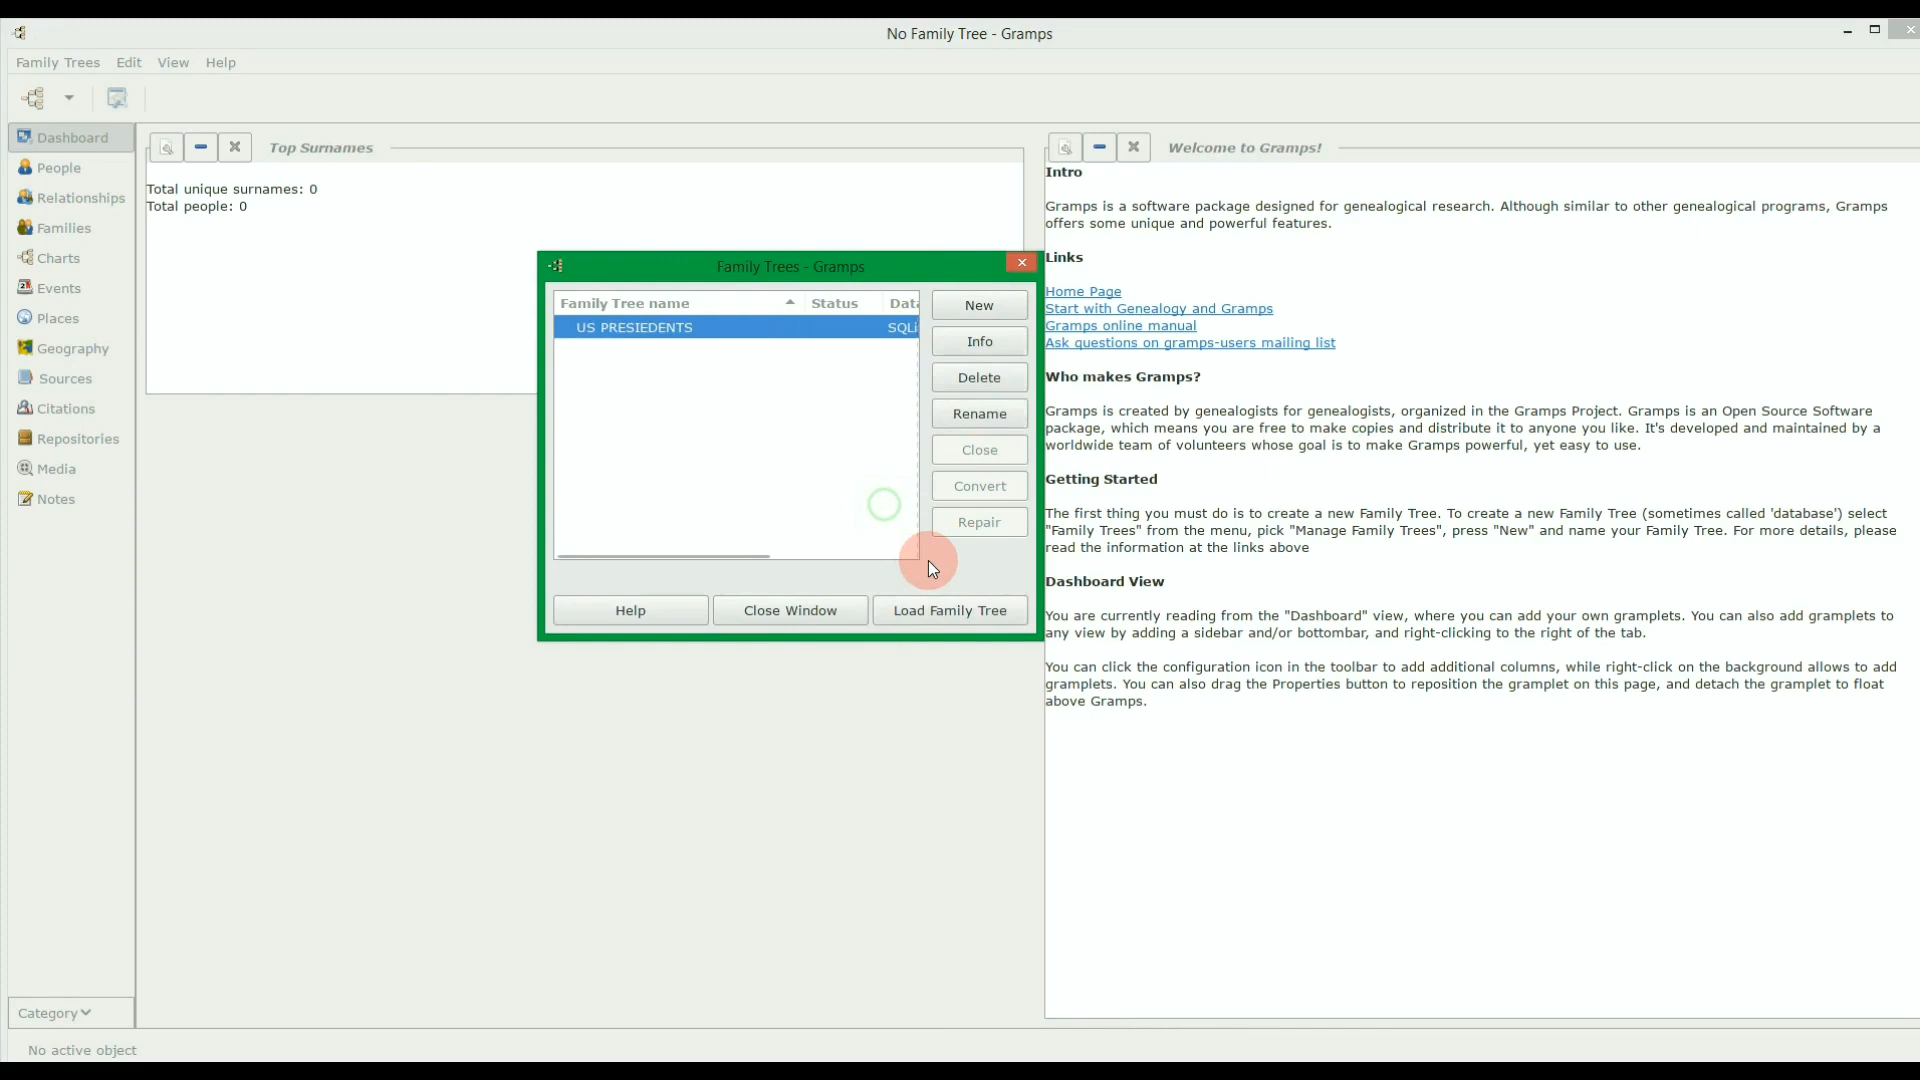 No Family Tree - Gramps
Family Trees Edit View Help
Dashboard
People
Relationships
Families
Charts
Events
Places
Geography
Sources
Citations
Repositories
Media
Notes
Category
No active object
Top Surnames
Total unique surnames: 0
Total people: 0
Family Trees - Gramps
Family Tree name Status Data
US PRESIEDENTS SQLi
New
Info
Delete
Rename
Close
Convert
Repair
Help Close Window Load Family Tree
Welcome to Gramps!
Intro
Gramps is a software package designed for genealogical research. Although similar to other genealogical programs, Gramps
offers some unique and powerful features.
Links
Home Page
Start with Genealogy and Gramps
Gramps online manual
Ask questions on gramps-users mailing list
Who makes Gramps?
Gramps is created by genealogists for genealogists, organized in the Gramps Project. Gramps is an Open Source Software
package, which means you are free to make copies and distribute it to anyone you like. It's developed and maintained by a
worldwide team of volunteers whose goal is to make Gramps powerful, yet easy to use.
Getting Started
The first thing you must do is to create a new Family Tree. To create a new Family Tree (sometimes called 'database') select
"Family Trees" from the menu, pick "Manage Family Trees", press "New" and name your Family Tree. For more details, please
read the information at the links above
Dashboard View
You are currently reading from the "Dashboard" view, where you can add your own gramplets. You can also add gramplets to
any view by adding a sidebar and/or bottombar, and right-clicking to the right of the tab.
You can click the configuration icon in the toolbar to add additional columns, while right-click on the background allows to add
gramplets. You can also drag the Properties button to reposition the gramplet on this page, and detach the gramplet to float
above Gramps.